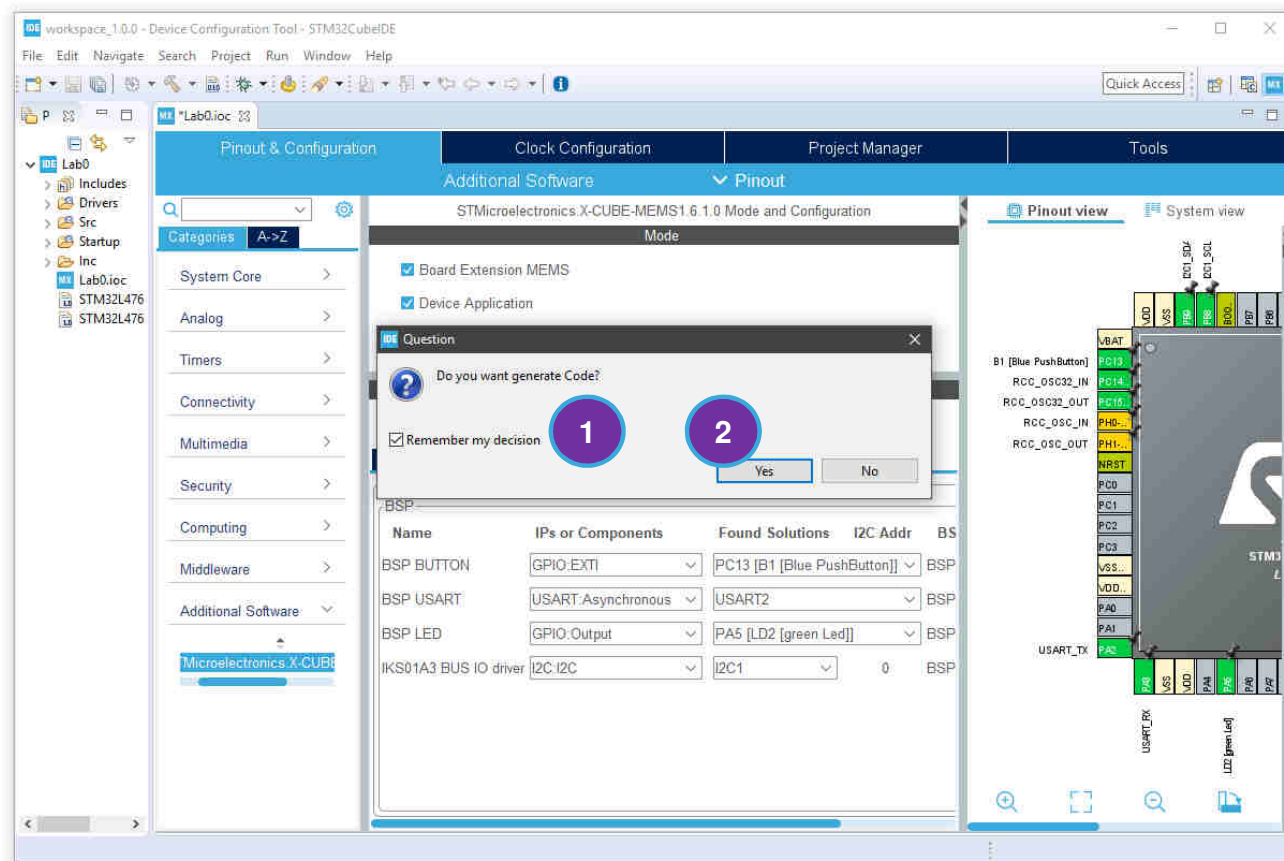 IDE workspace_1.0.0 - Device Configuration Tool - STM32CubeIDE
File Edit Navigate Search Project Run Window Help
Quick Access
P
MX *Lab0.ioc
Pinout & Configuration Clock Configuration Project Manager Tools
Additional Software Pinout
IDE Lab0
Includes
Drivers
Src
Startup
Inc
MX Lab0.ioc
STM32L476
STM32L476
Categories A->Z
System Core
Analog
Timers
Connectivity
Multimedia
Security
Computing
Middleware
Additional Software
TMicroelectronics.X-CUBE
STMicroelectronics.X-CUBE-MEMS1.6.1.0 Mode and Configuration
Mode
Board Extension MEMS
Device Application
IDE Question
Do you want generate Code?
Remember my decision
1
2
Yes No
BSP
Name IPs or Components Found Solutions I2C Addr BS
BSP BUTTON GPIO:EXTI PC13 [B1 [Blue PushButton]] BSP
BSP USART USART:Asynchronous USART2 BSP
BSP LED GPIO:Output PA5 [LD2 [green Led]] BSP
IKS01A3 BUS IO driver I2C:I2C I2C1 0 BSP
Pinout view System view
I2C1_SDA
I2C1_SCL
VDD
VSS
PB9
PB8
BOO..
PB7
PB6
VBAT
B1 [Blue PushButton] PC13
RCC_OSC32_IN PC14
RCC_OSC32_OUT PC15
RCC_OSC_IN PH0-..
RCC_OSC_OUT PH1-..
NRST
PC0
PC1
PC2
PC3
VSS..
VDD..
PA0
PA1
USART_TX PA2
STM3
L
PA3
VSS
VDD
PA4
PA5
PA6
PA7
USART_RX
LD2 [green Led]